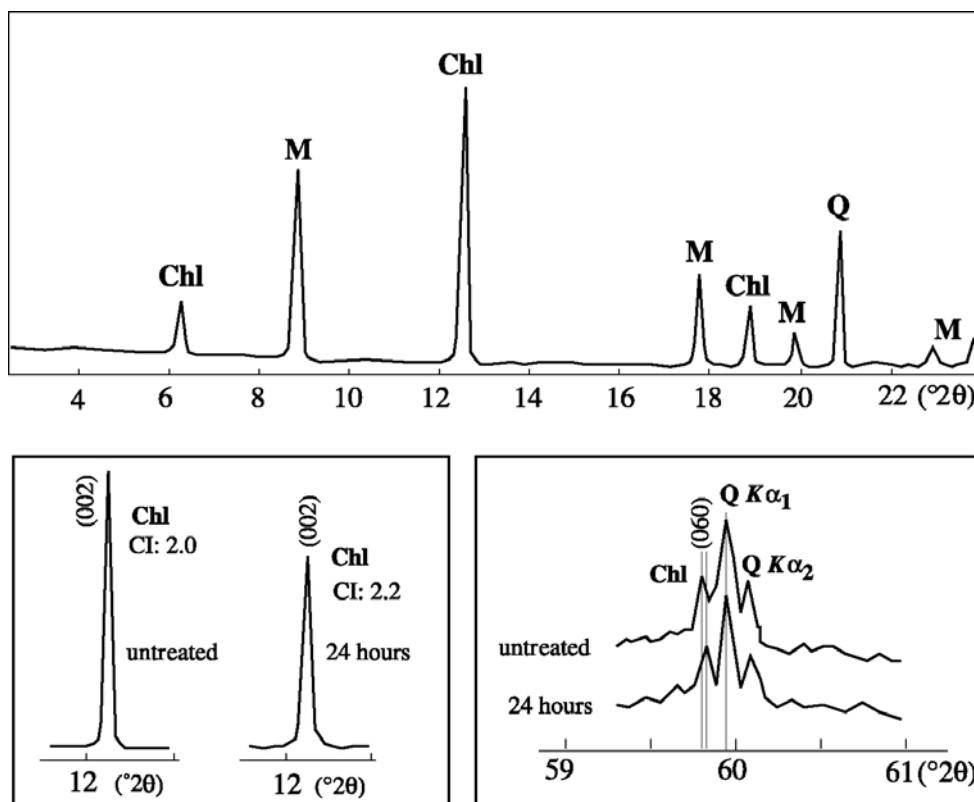 Chl
M
Chl
M
Chl
M
Q
M
4 6 8 10 12 14 16 18 20 22 (°2θ)
(002)
Chl
CI: 2.0
untreated
12 (°2θ)
(002)
Chl
CI: 2.2
24 hours
12 (°2θ)
Q Kα1
(060)
Chl
Q Kα2
untreated
24 hours
59 60 61 (°2θ)